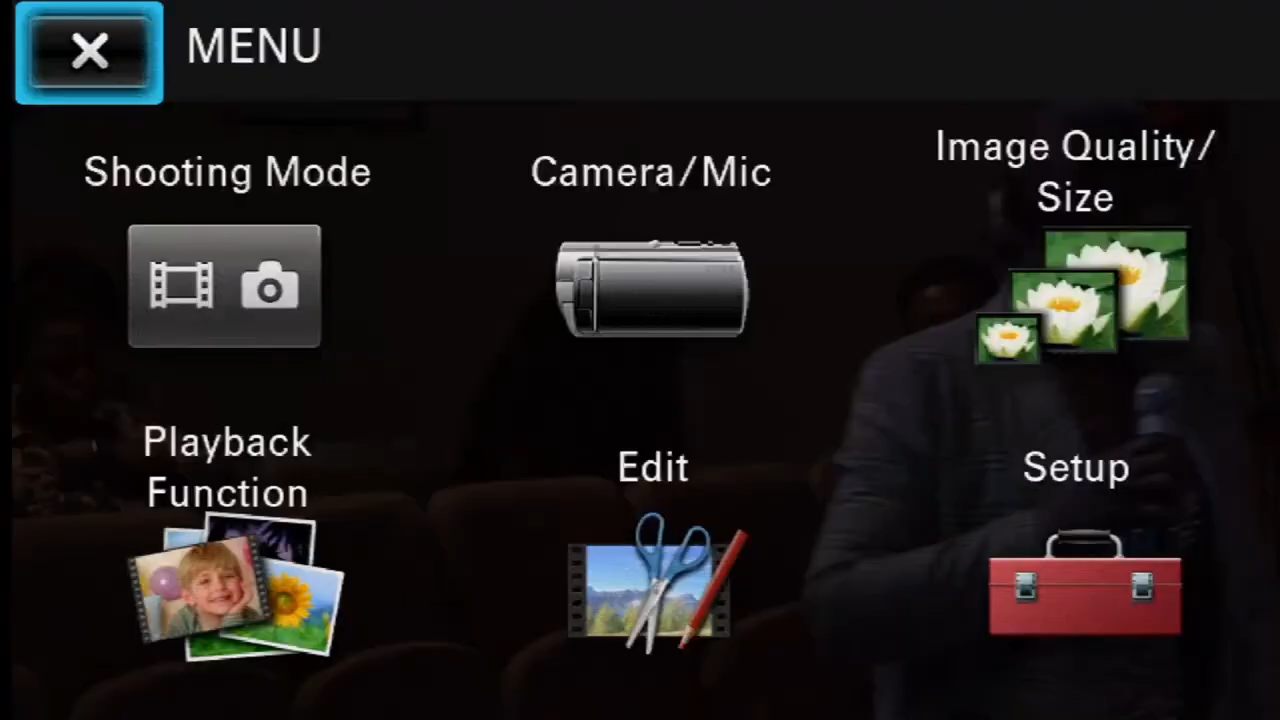 MENU
Shooting Mode
Camera/Mic
Image Quality/
Size
Playback
Function
Edit
Setup